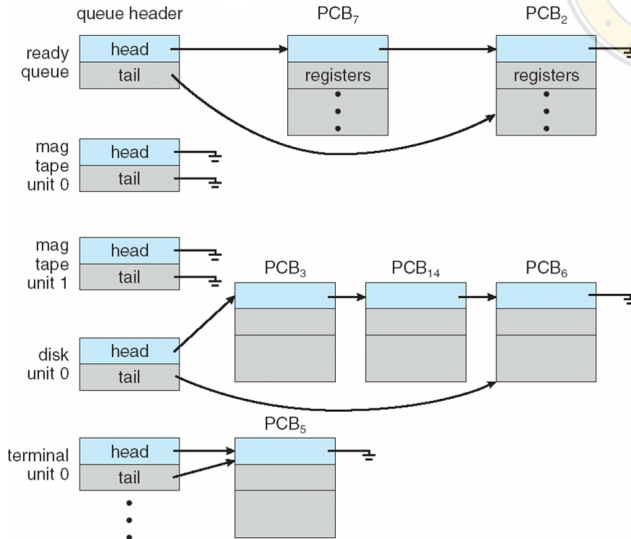 queue header
PCB7
PCB2
ready
queue
head
tail
registers
registers
mag
tape
unit 0
head
tail
mag
tape
unit 1
head
tail
PCB3
PCB14
PCB6
disk
unit 0
head
tail
PCB5
terminal
unit 0
head
tail